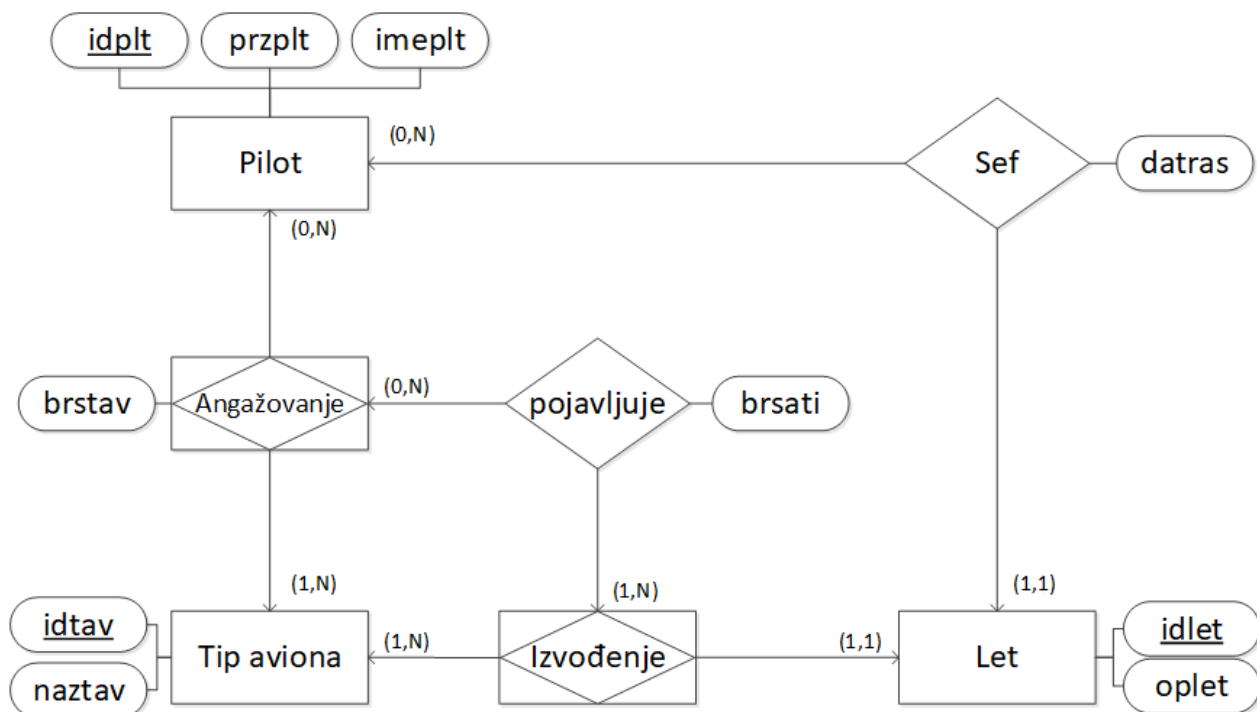 idplt
przplt
imeplt
Pilot
(0,N)
Sef
datras
(0,N)
brstav
Angažovanje
(0,N)
pojavljuje
brsati
(1,N)
(1,N)
(1,1)
idtav
naztav
Tip aviona
(1,N)
Izvođenje
(1,1)
Let
idlet
oplet